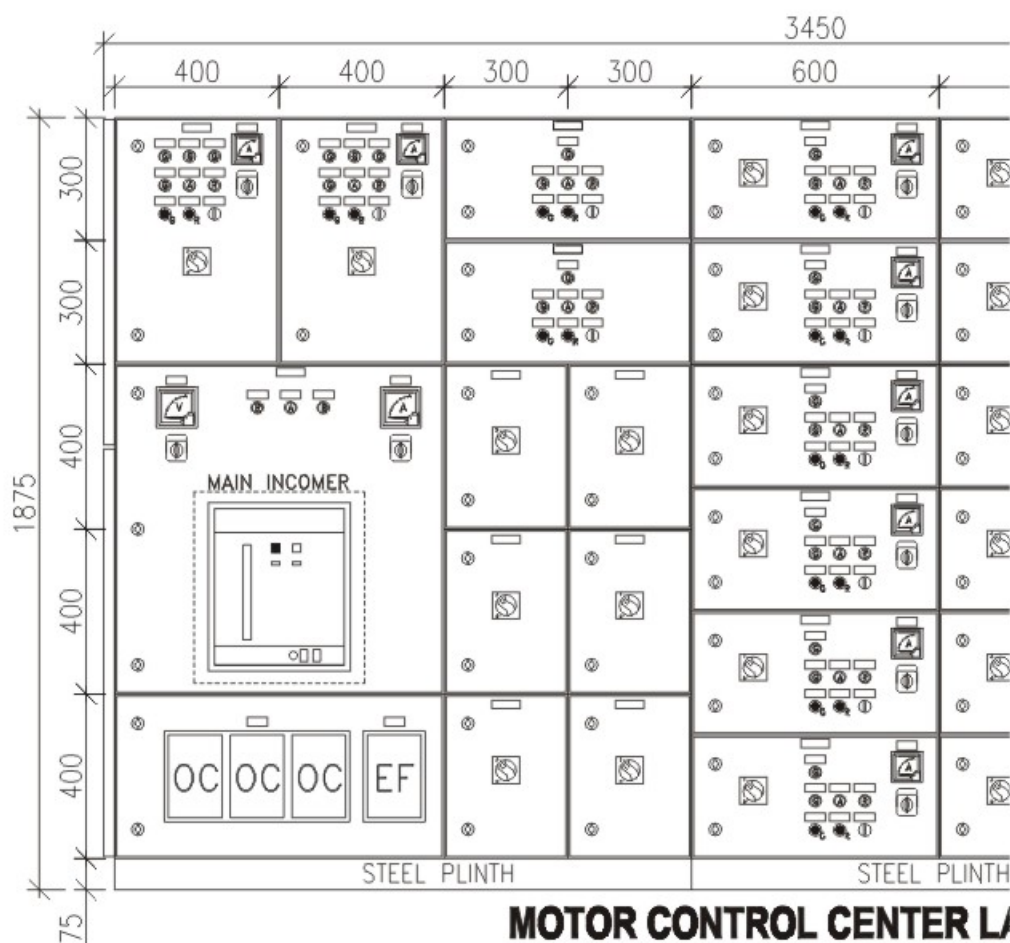 3450
400 400 300 300 600
300
300
400
400
400
1875
75
V
A
A
A
A
A
A
A
A
A
MAIN INCOMER
OC OC OC EF
STEEL PLINTH STEEL PLINTH
MOTOR CONTROL CENTER LA